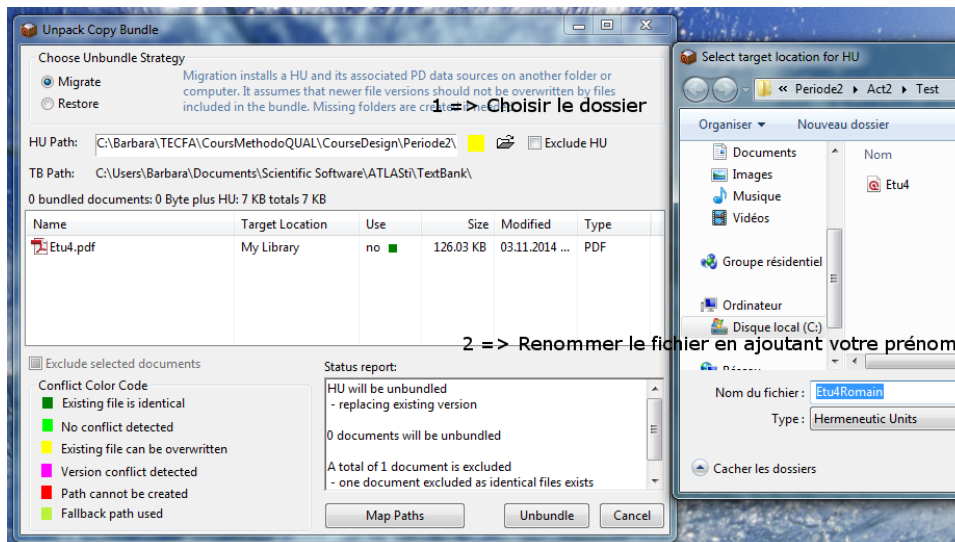 Unpack Copy Bundle
Choose Unbundle Strategy
Migrate
Restore
Migration installs a HU and its associated PD data sources on another folder or
computer. It assumes that newer file versions should not be overwritten by files
included in the bundle. Missing folders are created if needed.
1 => Choisir le dossier
HU Path: C:\Barbara\TECFA\CoursMethodoQUAL\CourseDesign\Periode2\ Exclude HU
TB Path: C:\Users\Barbara\Documents\Scientific Software\ATLASti\TextBank\
0 bundled documents: 0 Byte plus HU: 7 KB totals 7 KB
Name Target Location Use Size Modified Type
Etu4.pdf My Library no 126.03 KB 03.11.2014 ... PDF
2 => Renommer le fichier en ajoutant votre prénom
Exclude selected documents
Conflict Color Code
Existing file is identical
No conflict detected
Existing file can be overwritten
Version conflict detected
Path cannot be created
Fallback path used
Status report:
HU will be unbundled
- replacing existing version
0 documents will be unbundled
A total of 1 document is excluded
- one document excluded as identical files exists
Map Paths Unbundle Cancel
Select target location for HU
« Periode2 Act2 Test
Organiser Nouveau dossier
Documents
Images
Musique
Vidéos
Groupe résidentiel
Ordinateur
Disque local (C:)
Nom
Etu4
Nom du fichier : Etu4Romain
Type : Hermeneutic Units
Cacher les dossiers